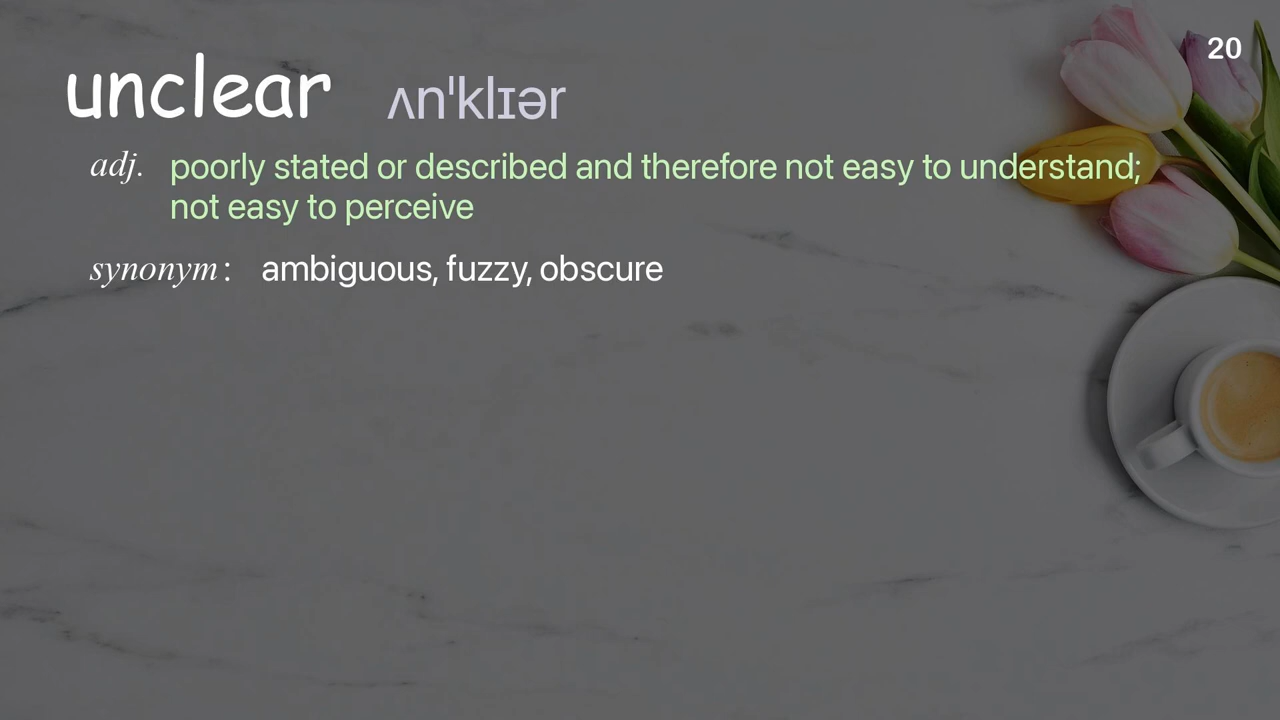 20
unclear ʌnˈklɪər
adj. poorly stated or described and therefore not easy to understand;
not easy to perceive
synonym: ambiguous, fuzzy, obscure